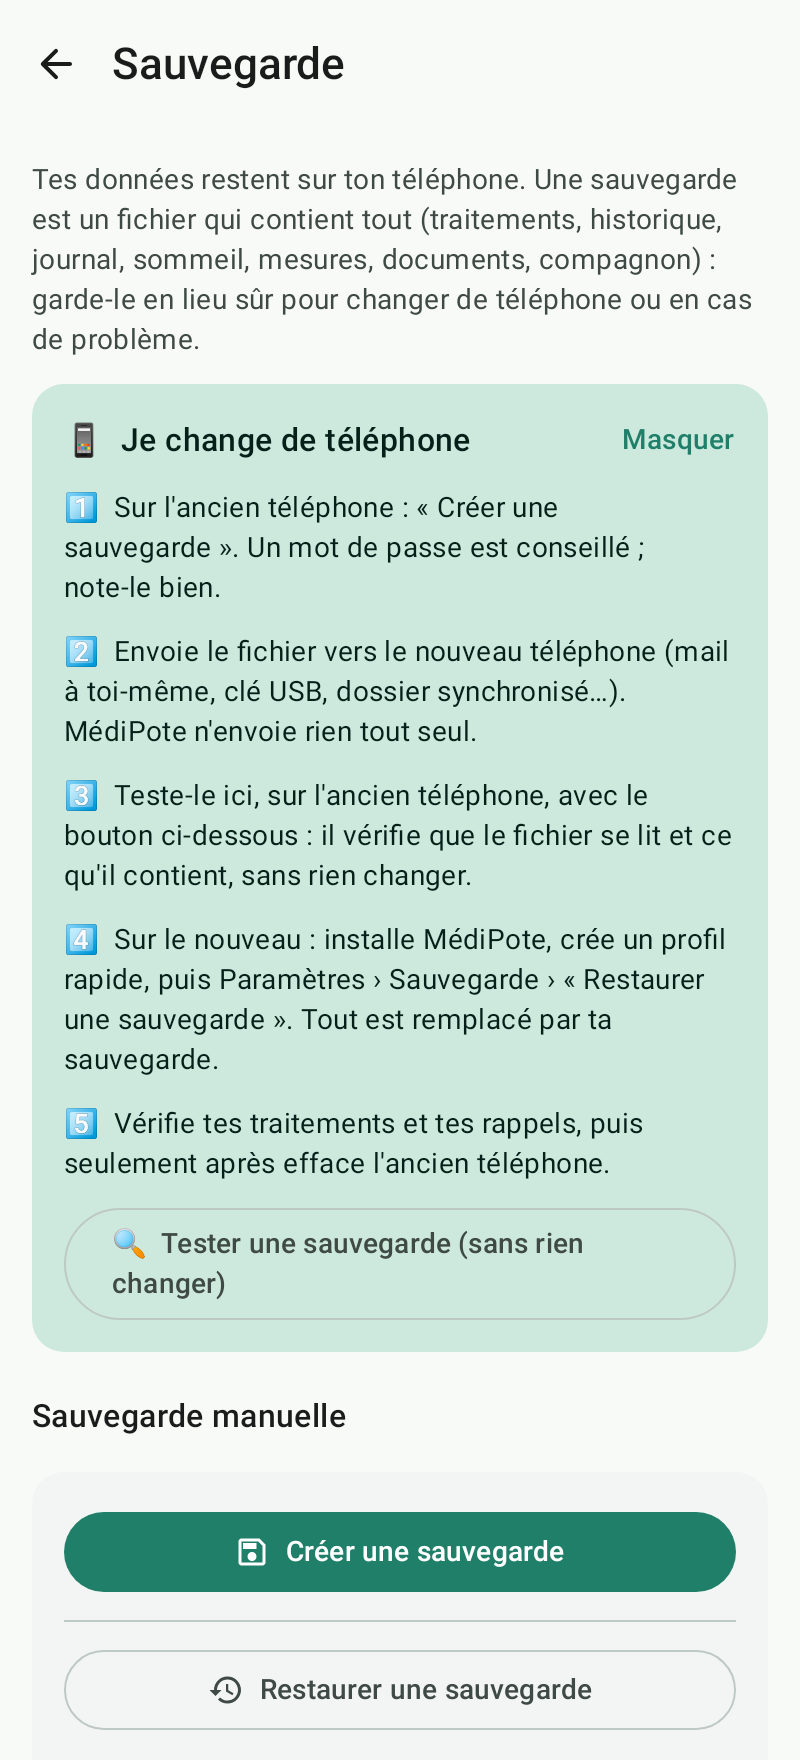 Sauvegarde
Tes données restent sur ton téléphone. Une sauvegarde
est un fichier qui contient tout (traitements, historique,
journal, sommeil, mesures, documents, compagnon) :
garde-le en lieu sûr pour changer de téléphone ou en cas
de problème.
📱 Je change de téléphone
Masquer
1️⃣ Sur l'ancien téléphone : « Créer une
sauvegarde ». Un mot de passe est conseillé ;
note-le bien.
2️⃣ Envoie le fichier vers le nouveau téléphone (mail
à toi-même, clé USB, dossier synchronisé…).
MédiPote n'envoie rien tout seul.
3️⃣ Teste-le ici, sur l'ancien téléphone, avec le
bouton ci-dessous : il vérifie que le fichier se lit et ce
qu'il contient, sans rien changer.
4️⃣ Sur le nouveau : installe MédiPote, crée un profil
rapide, puis Paramètres › Sauvegarde › « Restaurer
une sauvegarde ». Tout est remplacé par ta
sauvegarde.
5️⃣ Vérifie tes traitements et tes rappels, puis
seulement après efface l'ancien téléphone.
🔍 Tester une sauvegarde (sans rien
changer)
Sauvegarde manuelle
Créer une sauvegarde
Restaurer une sauvegarde